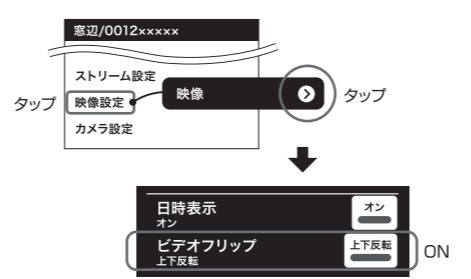 窓辺/0012×××××
ストリーム設定
タップ
映像設定
映像
タップ
カメラ設定
日時表示
オン
オン
ビデオフリップ
上下反転
上下反転
ON